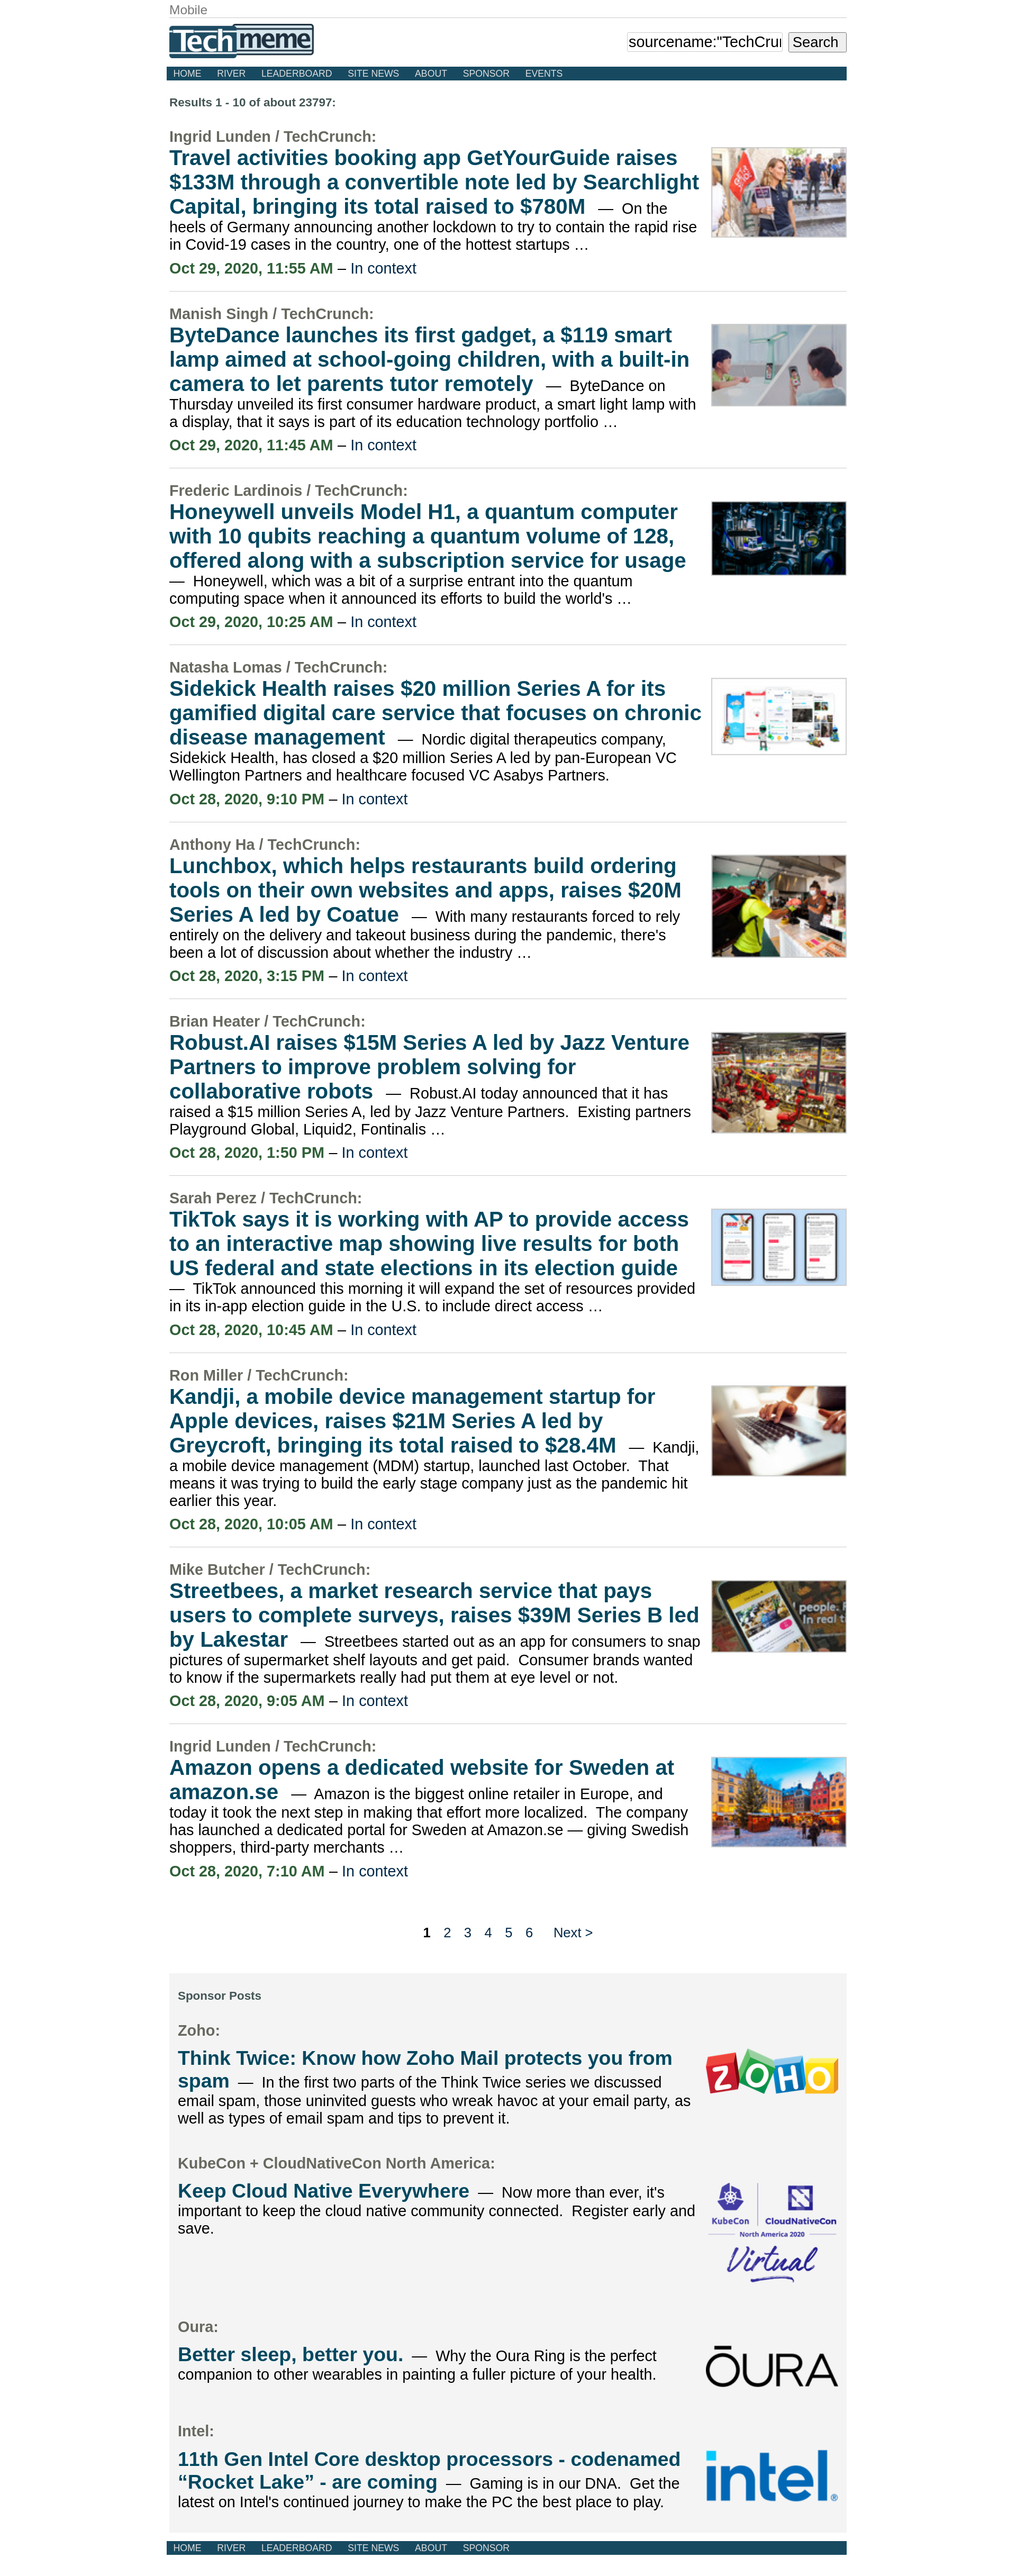 Mobile
Techmeme
sourcename:"TechCru
Search
HOME RIVER LEADERBOARD SITE NEWS ABOUT SPONSOR EVENTS
Results 1 - 10 of about 23797:
Ingrid Lunden / TechCrunch:
Travel activities booking app GetYourGuide raises
$133M through a convertible note led by Searchlight
Capital, bringing its total raised to $780M — On the
heels of Germany announcing another lockdown to try to contain the rapid rise
in Covid-19 cases in the country, one of the hottest startups …
Oct 29, 2020, 11:55 AM – In context
Manish Singh / TechCrunch:
ByteDance launches its first gadget, a $119 smart
lamp aimed at school-going children, with a built-in
camera to let parents tutor remotely — ByteDance on
Thursday unveiled its first consumer hardware product, a smart light lamp with
a display, that it says is part of its education technology portfolio …
Oct 29, 2020, 11:45 AM – In context
Frederic Lardinois / TechCrunch:
Honeywell unveils Model H1, a quantum computer
with 10 qubits reaching a quantum volume of 128,
offered along with a subscription service for usage
— Honeywell, which was a bit of a surprise entrant into the quantum
computing space when it announced its efforts to build the world's …
Oct 29, 2020, 10:25 AM – In context
Natasha Lomas / TechCrunch:
Sidekick Health raises $20 million Series A for its
gamified digital care service that focuses on chronic
disease management — Nordic digital therapeutics company,
Sidekick Health, has closed a $20 million Series A led by pan-European VC
Wellington Partners and healthcare focused VC Asabys Partners.
Oct 28, 2020, 9:10 PM – In context
Anthony Ha / TechCrunch:
Lunchbox, which helps restaurants build ordering
tools on their own websites and apps, raises $20M
Series A led by Coatue — With many restaurants forced to rely
entirely on the delivery and takeout business during the pandemic, there's
been a lot of discussion about whether the industry …
Oct 28, 2020, 3:15 PM – In context
Brian Heater / TechCrunch:
Robust.AI raises $15M Series A led by Jazz Venture
Partners to improve problem solving for
collaborative robots — Robust.AI today announced that it has
raised a $15 million Series A, led by Jazz Venture Partners. Existing partners
Playground Global, Liquid2, Fontinalis …
Oct 28, 2020, 1:50 PM – In context
Sarah Perez / TechCrunch:
TikTok says it is working with AP to provide access
to an interactive map showing live results for both
US federal and state elections in its election guide
— TikTok announced this morning it will expand the set of resources provided
in its in-app election guide in the U.S. to include direct access …
Oct 28, 2020, 10:45 AM – In context
Ron Miller / TechCrunch:
Kandji, a mobile device management startup for
Apple devices, raises $21M Series A led by
Greycroft, bringing its total raised to $28.4M — Kandji,
a mobile device management (MDM) startup, launched last October. That
means it was trying to build the early stage company just as the pandemic hit
earlier this year.
Oct 28, 2020, 10:05 AM – In context
Mike Butcher / TechCrunch:
Streetbees, a market research service that pays
users to complete surveys, raises $39M Series B led
by Lakestar — Streetbees started out as an app for consumers to snap
pictures of supermarket shelf layouts and get paid. Consumer brands wanted
to know if the supermarkets really had put them at eye level or not.
people.
In real
Oct 28, 2020, 9:05 AM – In context
Ingrid Lunden / TechCrunch:
Amazon opens a dedicated website for Sweden at
amazon.se — Amazon is the biggest online retailer in Europe, and
today it took the next step in making that effort more localized. The company
has launched a dedicated portal for Sweden at Amazon.se — giving Swedish
shoppers, third-party merchants …
Oct 28, 2020, 7:10 AM – In context
1 2 3 4 5 6 Next >
Sponsor Posts
Zoho:
Think Twice: Know how Zoho Mail protects you from
spam — In the first two parts of the Think Twice series we discussed
email spam, those uninvited guests who wreak havoc at your email party, as
well as types of email spam and tips to prevent it.
ZOHO
KubeCon + CloudNativeCon North America:
Keep Cloud Native Everywhere — Now more than ever, it's
important to keep the cloud native community connected. Register early and
save.
KubeCon CloudNativeCon
North America 2020
Virtual
Oura:
Better sleep, better you. — Why the Oura Ring is the perfect
companion to other wearables in painting a fuller picture of your health.
ŌURA
Intel:
11th Gen Intel Core desktop processors - codenamed
“Rocket Lake” - are coming — Gaming is in our DNA. Get the
latest on Intel's continued journey to make the PC the best place to play.
intel®
HOME RIVER LEADERBOARD SITE NEWS ABOUT SPONSOR